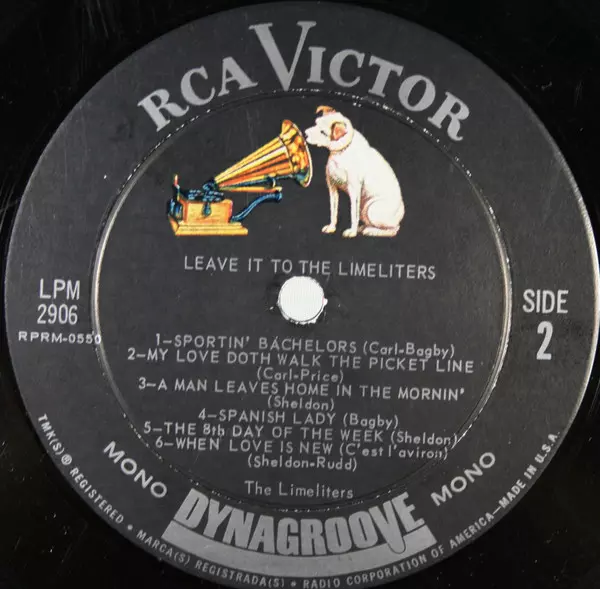 RCA VICTOR
LEAVE IT TO THE LIMELITERS
LPM
2906
RPRM-0550
SIDE
2
1-SPORTIN' BACHELORS (Carl-Bagby)
2-MY LOVE DOTH WALK THE PICKET LINE
(Carl-Price)
3-A MAN LEAVES HOME IN THE MORNIN'
(Sheldon)
4-SPANISH LADY (Bagby)
5-THE 8th DAY OF THE WEEK (Sheldon)
6-WHEN LOVE IS NEW (C'est l'aviron)
(Sheldon-Rudd)
The Limeliters
MONO
DYNAGROOVE
MONO
TMK(S) ® REGISTERED • MARCA(S) REGISTRADA(S) • RADIO CORPORATION OF AMERICA-MADE IN U.S.A.